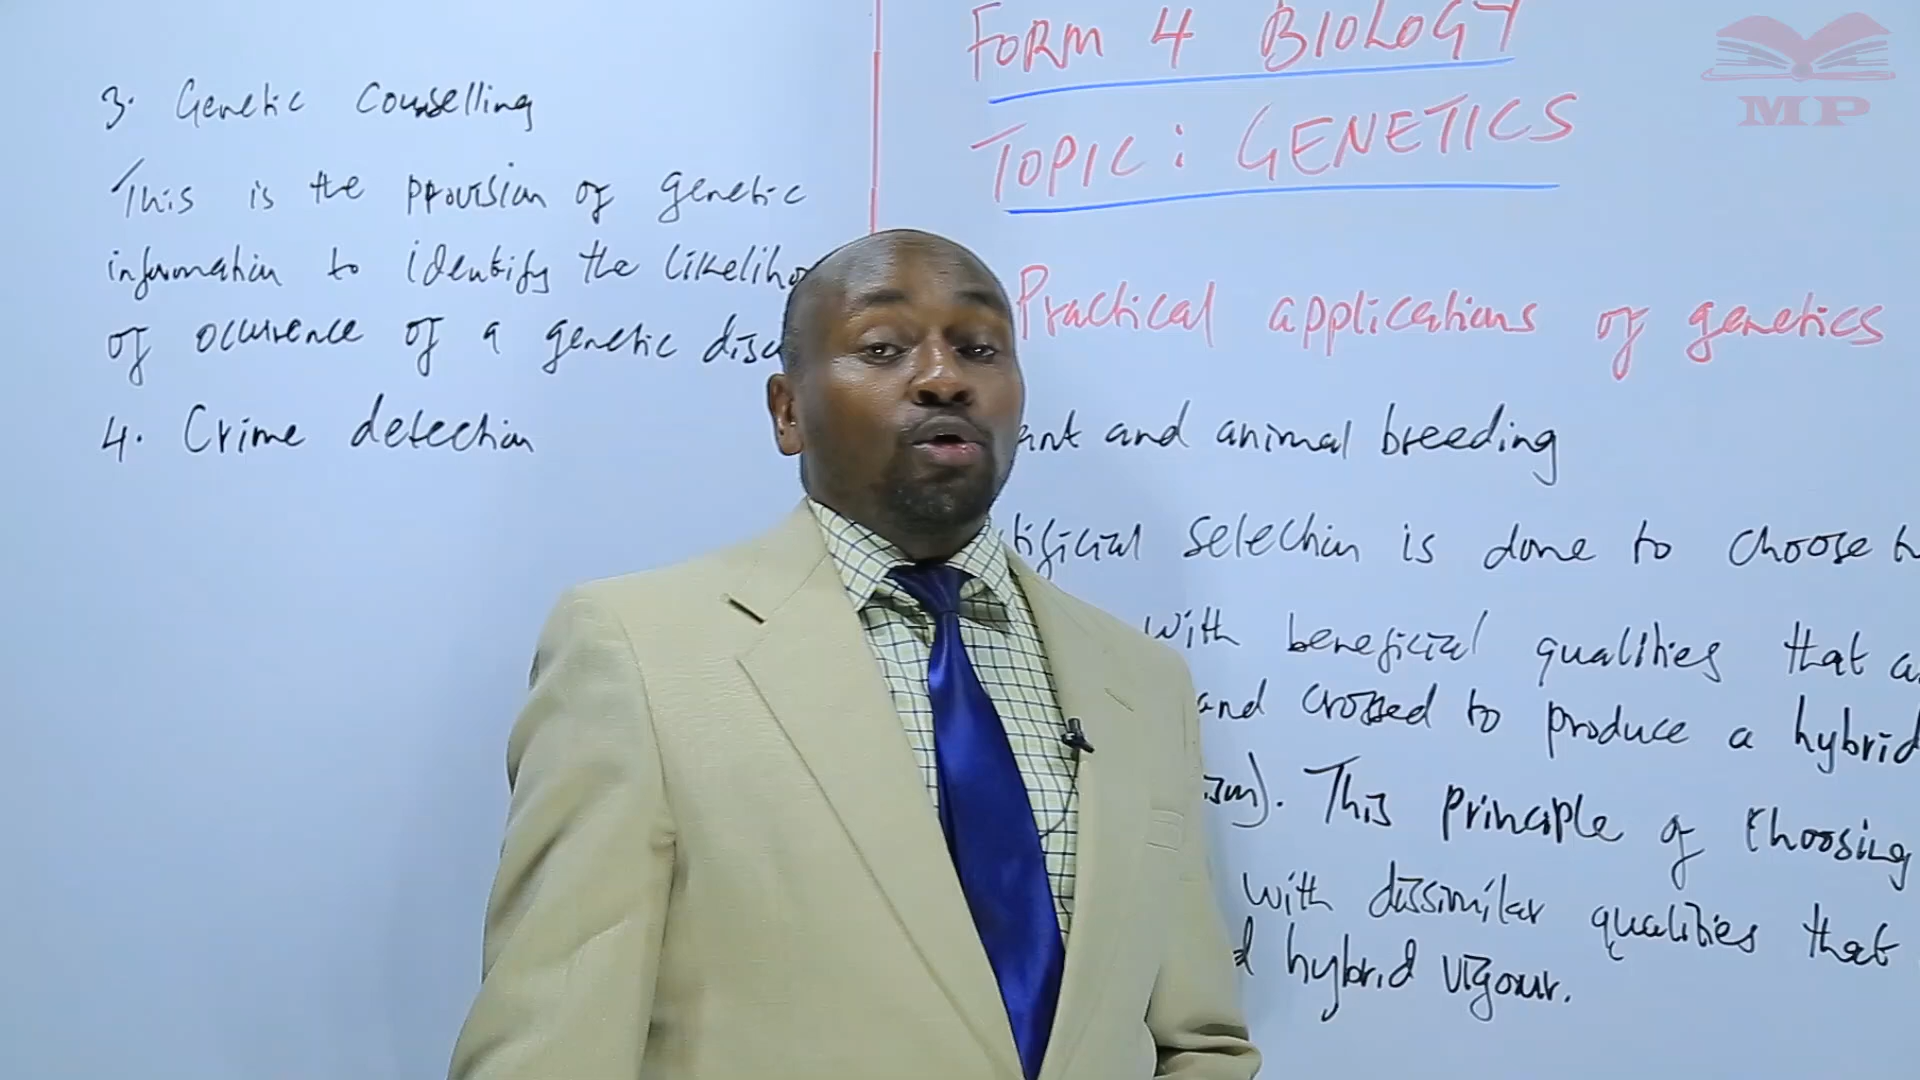 3. Genetic Counselling
This is the provision of genetic
information to identify the
of occurrence of a genetic
4. Crime detection
FORM 4 BIOLOGY
TOPIC: GENETICS
Practical applications of genetics
and animal breeding
selection is done to choose
with beneficial qualities that
and crossed to produce a hybrid
This principle of choosing
with dissimilar qualities that
hybrid vigour.
MP